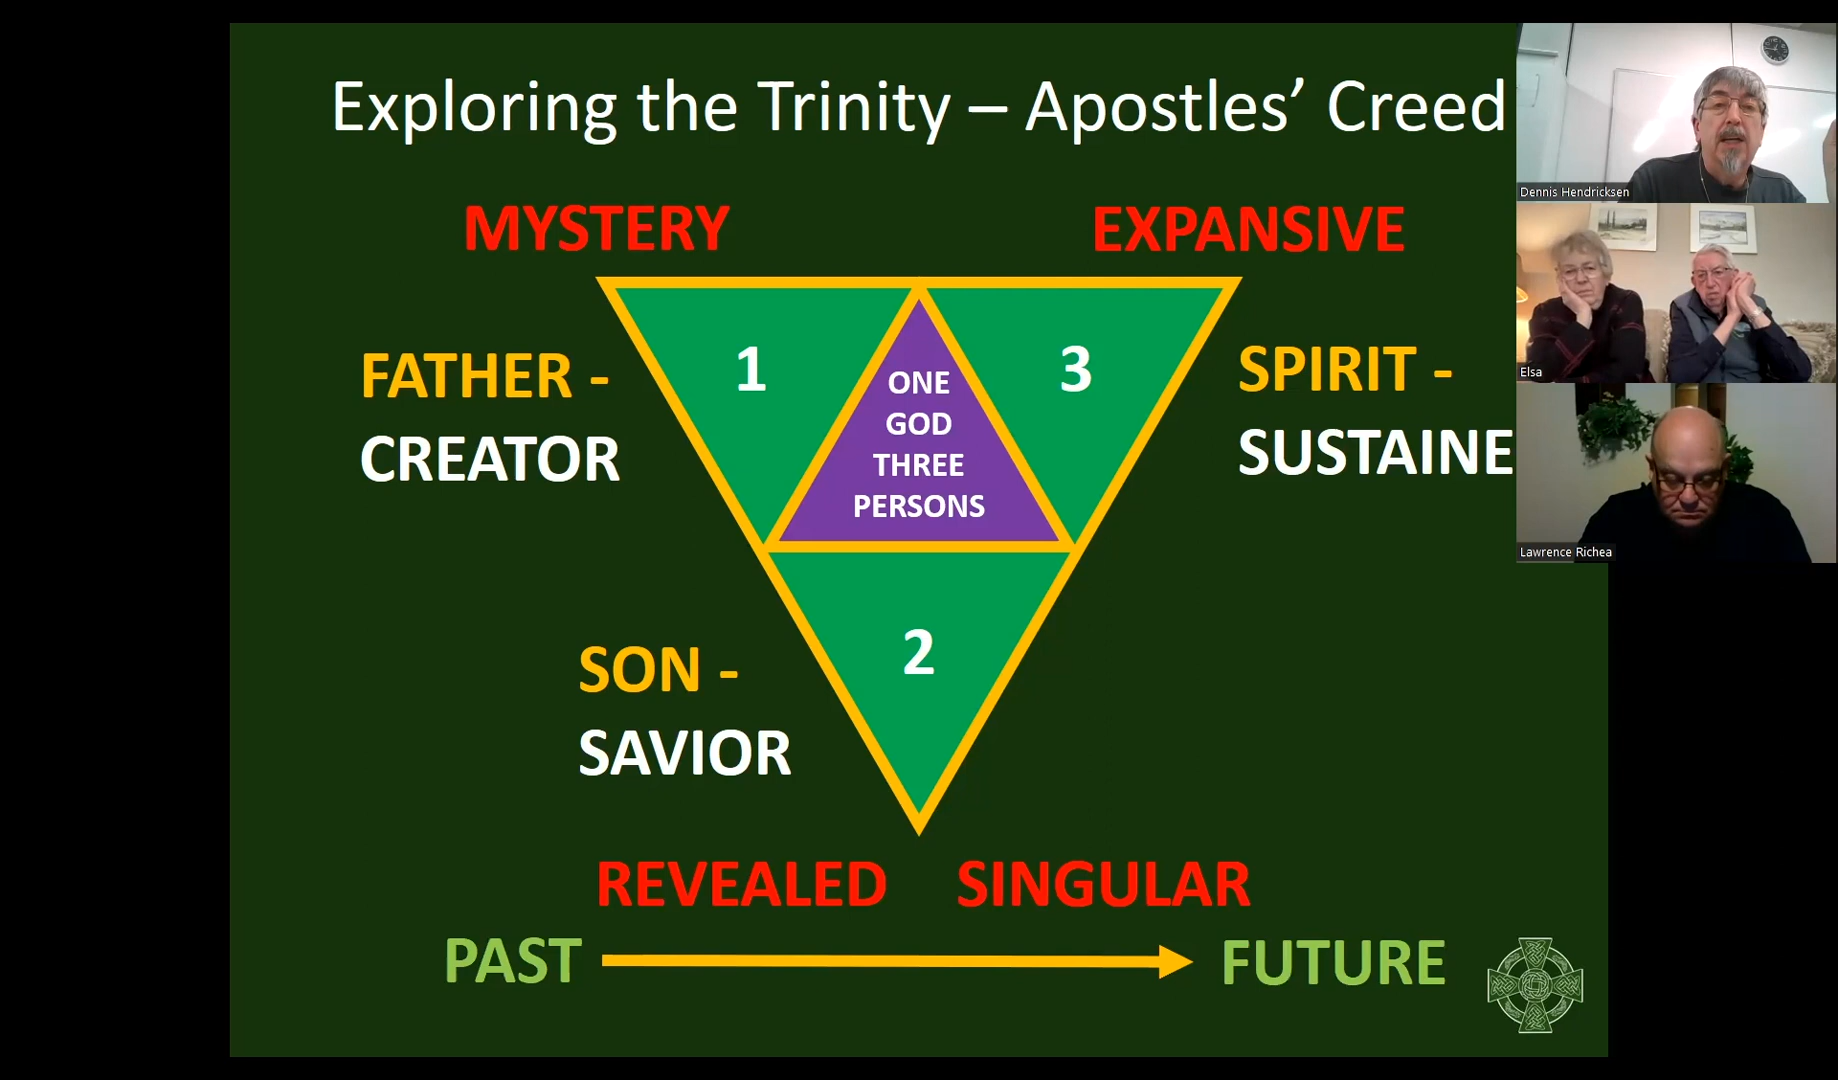 Exploring the Trinity – Apostles’ Creed
MYSTERY
EXPANSIVE
1
3
FATHER -
CREATOR
ONE
GOD
THREE
PERSONS
SPIRIT -
SUSTAINE
2
SON -
SAVIOR
REVEALED
SINGULAR
PAST
FUTURE
Dennis Hendricksen
Elsa
Lawrence Richea